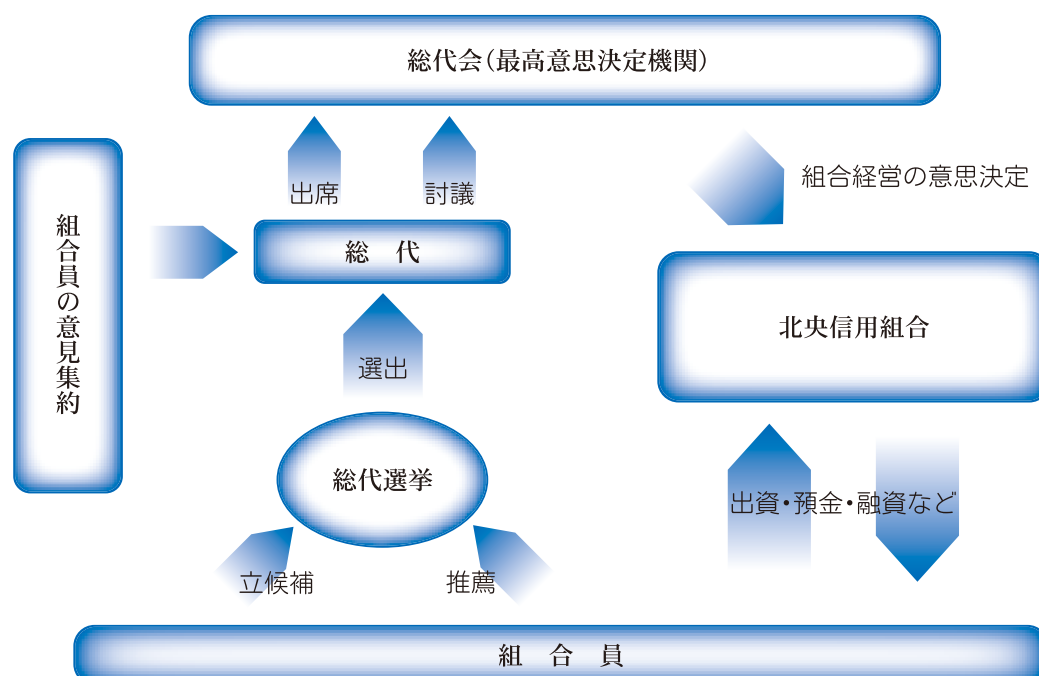 総代会（最高意思決定機関）
出席
討議
組合経営の意思決定
組合員の意見集約
総　代
北央信用組合
選出
総代選挙
出資・預金・融資など
立候補
推薦
組　合　員